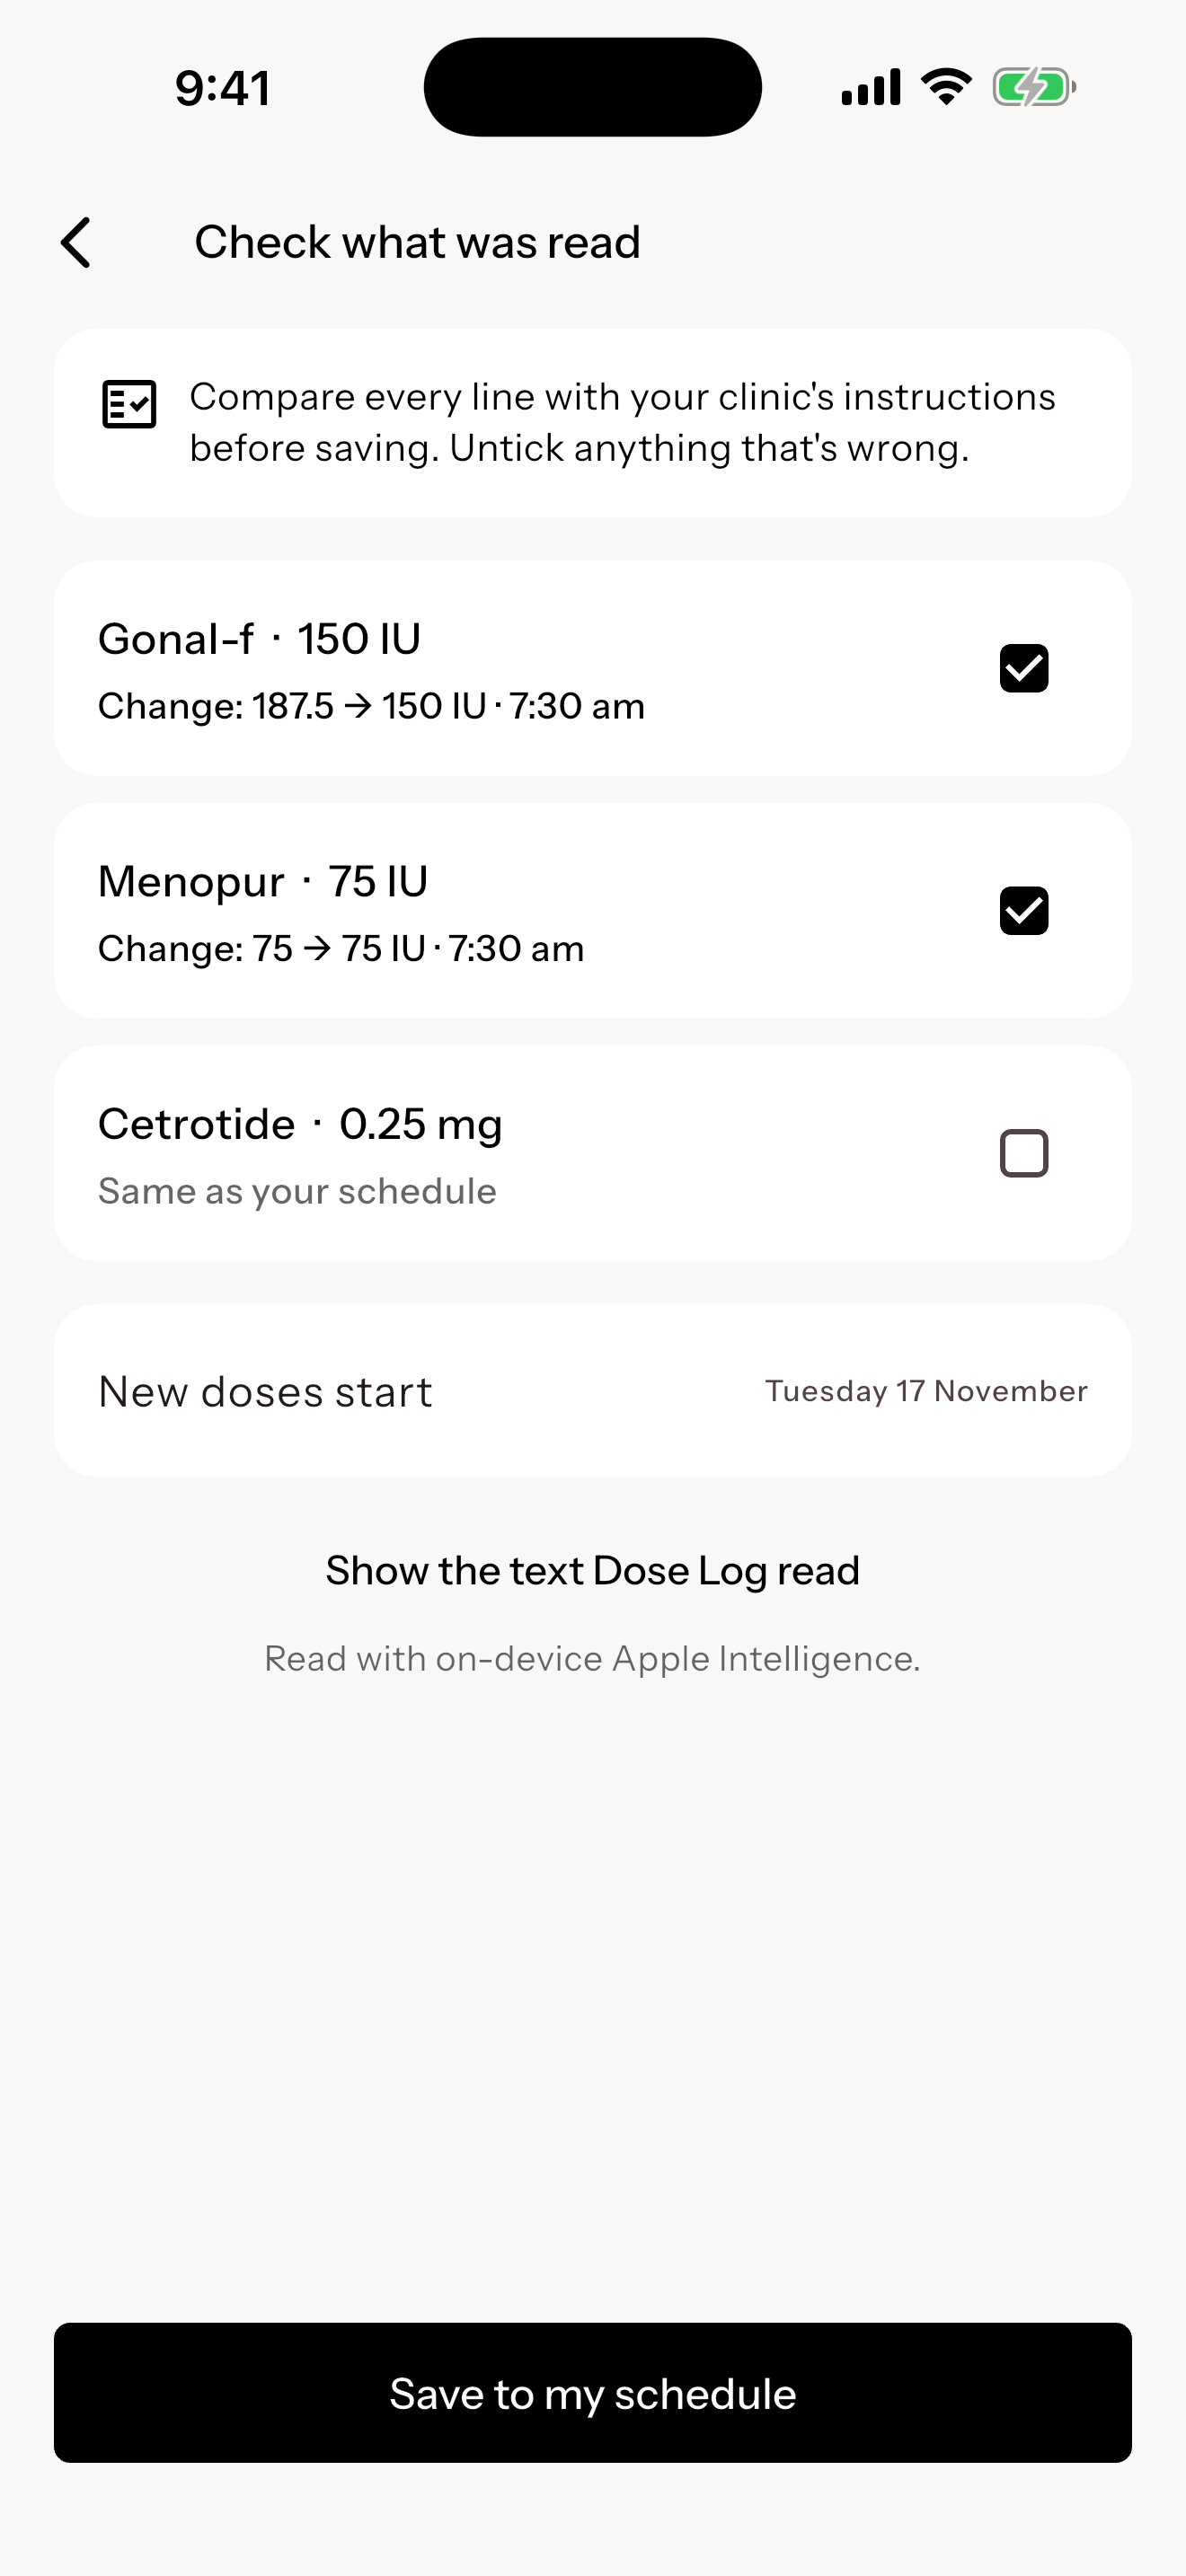 9:41
Check what was read
Compare every line with your clinic's instructions
before saving. Untick anything that's wrong.
Gonal-f · 150 IU
Change: 187.5 → 150 IU · 7:30 am
Menopur · 75 IU
Change: 75 → 75 IU · 7:30 am
Cetrotide · 0.25 mg
Same as your schedule
New doses start
Tuesday 17 November
Show the text Dose Log read
Read with on-device Apple Intelligence.
Save to my schedule